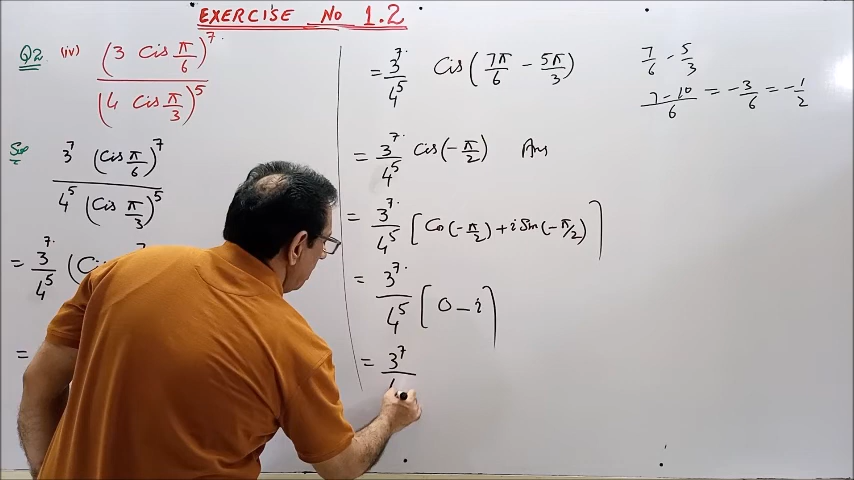 EXERCISE No 1.2
Q2 (iv) (3 Cis π/6)^7 / (4 Cis π/3)^5
3^7 (Cis π/6)^7 / 4^5 (Cis π/3)^5
= 3^7/4^5
=
= 3^7/4^5 Cis(7π/6 - 5π/3)
= 3^7/4^5 Cis(-π/2) Ans
= 3^7/4^5 [Cos(-π/2) + i Sin(-π/2)]
= 3^7/4^5 [0 - i]
= 3^7
7/6 - 5/3
7-10/6 = -3/6 = -1/2